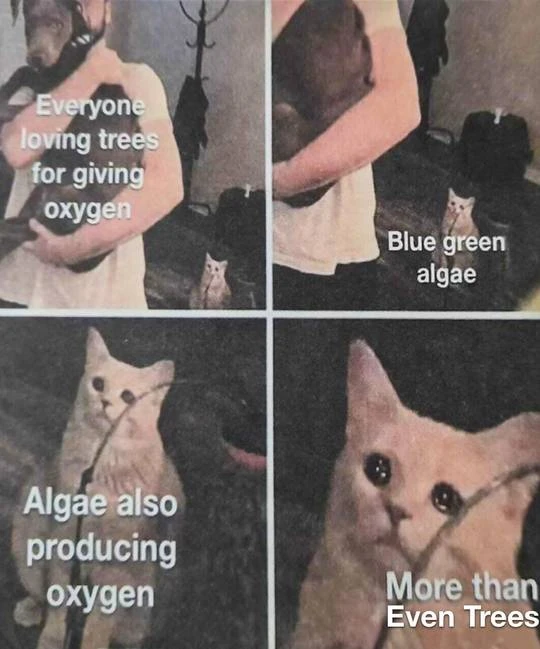 Everyone
loving trees
for giving
oxygen
Blue green
algae
Algae also
producing
oxygen
More than
Even Trees